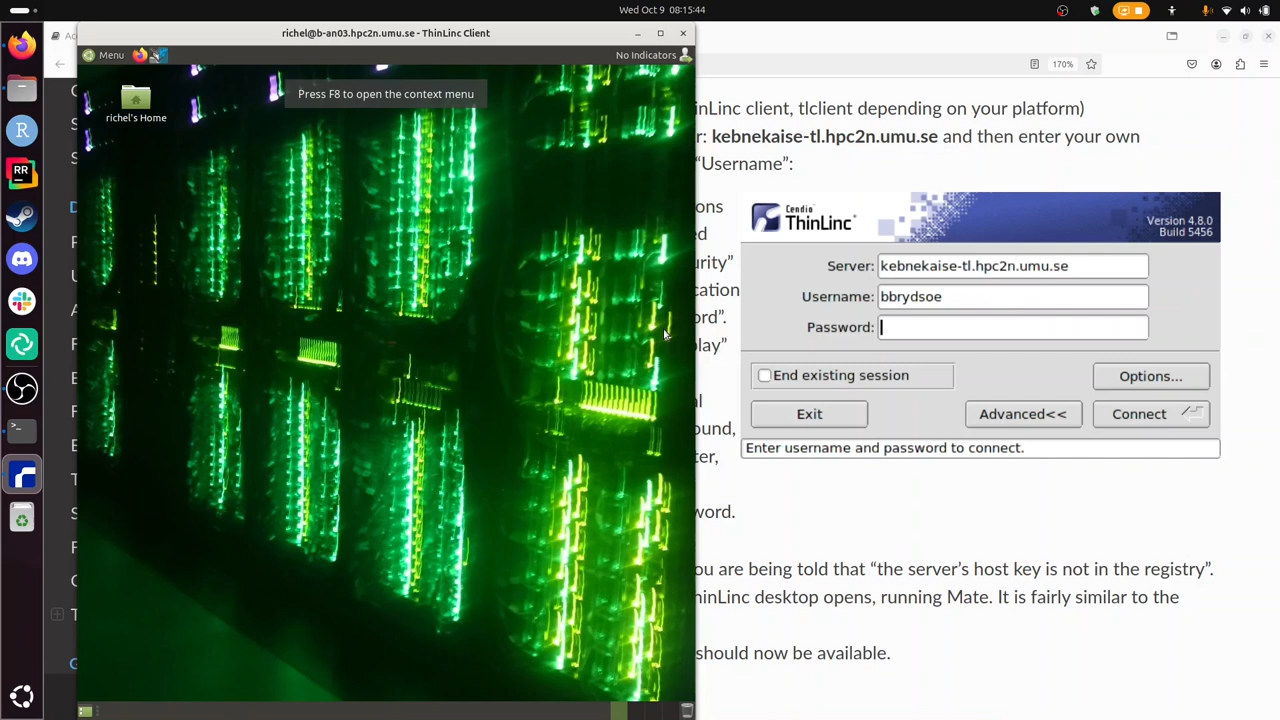 Wed Oct 9 08:15:44
richel@b-an03.hpc2n.umu.se - ThinLinc Client
Menu
No Indicators
170%
Press F8 to open the context menu
richel's Home
inLinc client, tlclient depending on your platform)
r: kebnekaise-tl.hpc2n.umu.se and then enter your own
"Username":
ons
ed
urity"
cation
ord".
lay"
al
ound,
ter,
Cendio
ThinLinc
Version 4.8.0
Build 5456
Server: kebnekaise-tl.hpc2n.umu.se
Username: bbrydsoe
Password:
End existing session
Options...
Exit
Advanced<<
Connect
Enter username and password to connect.
word.
ou are being told that "the server's host key is not in the registry".
hinLinc desktop opens, running Mate. It is fairly similar to the
should now be available.